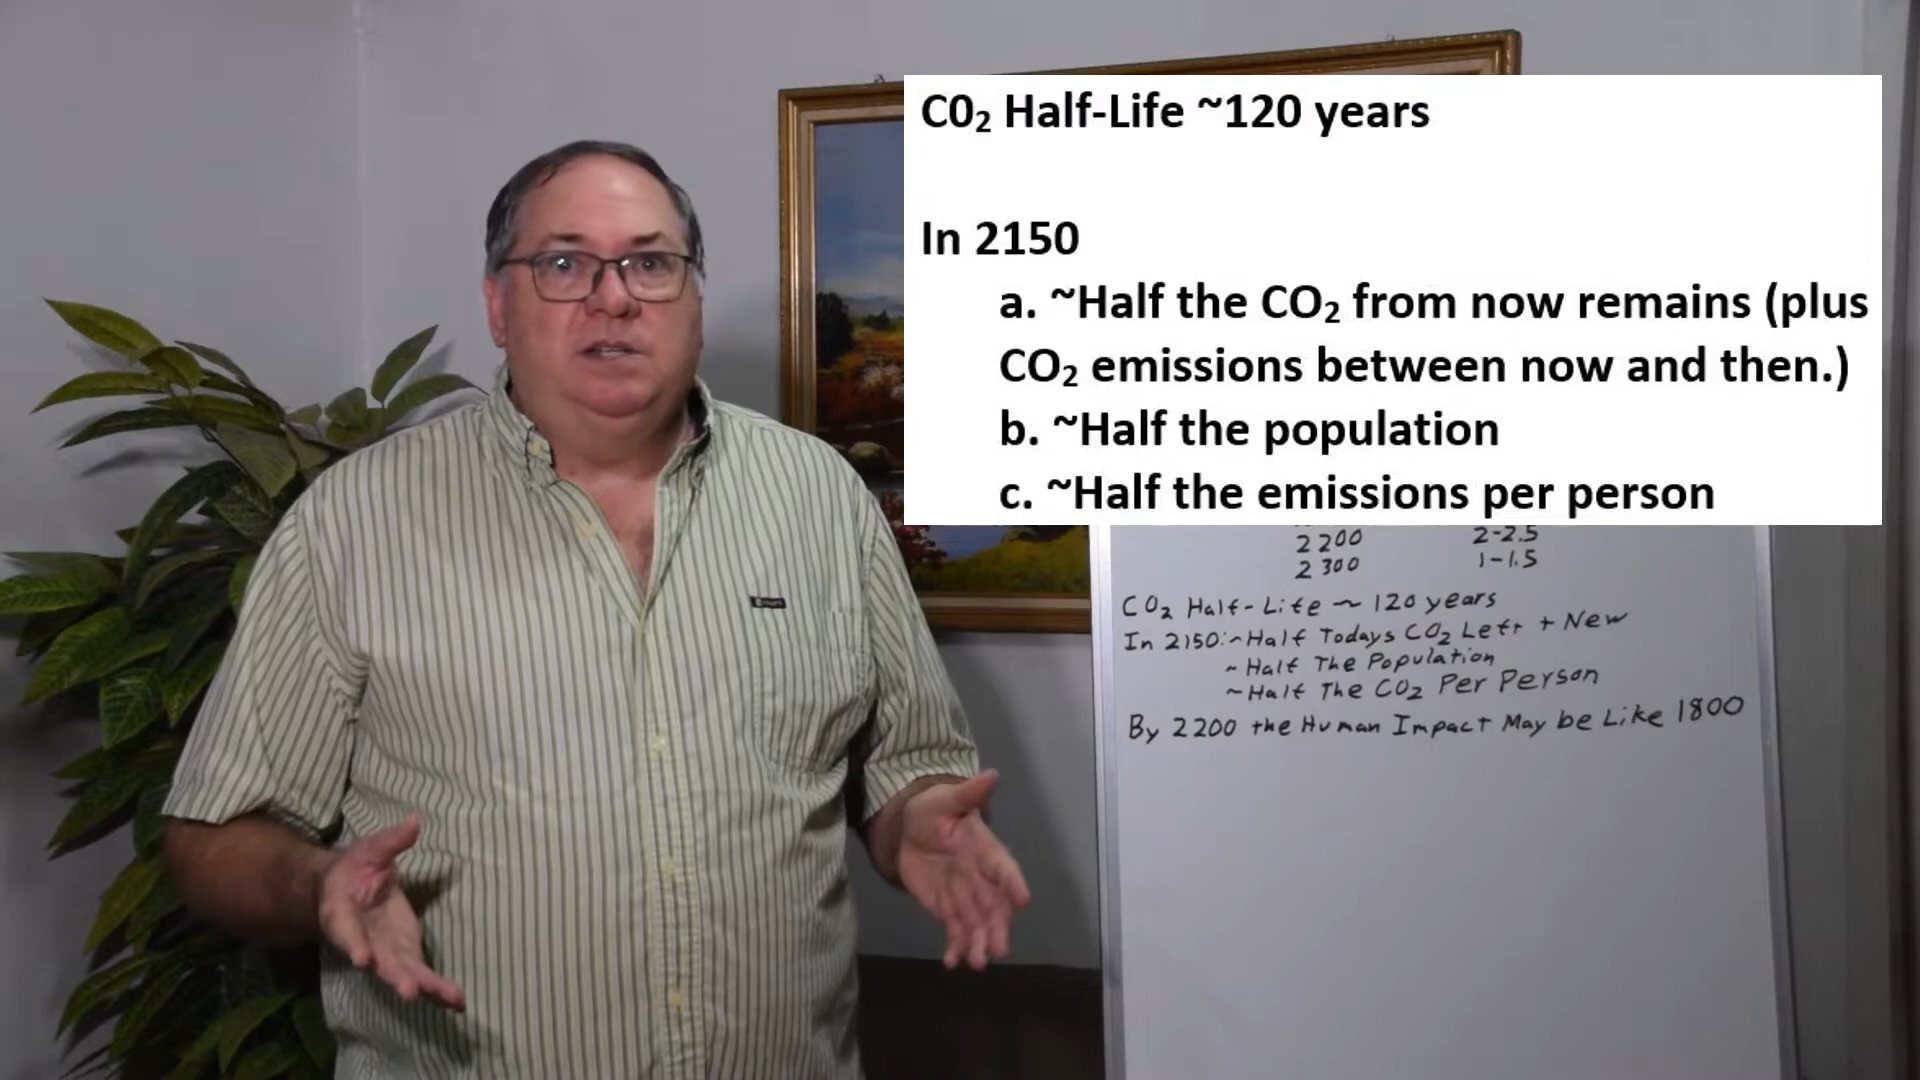 C0₂ Half-Life ~120 years
In 2150
a. ~Half the CO₂ from now remains (plus
CO₂ emissions between now and then.)
b. ~Half the population
c. ~Half the emissions per person
2200 2-2.5
2300 1-1.5
CO₂ Half-Life ~ 120 years
In 2150:~Half Todays CO₂ Left + New
~Half The Population
~Half The CO₂ Per Person
By 2200 the Human Impact May be Like 1800